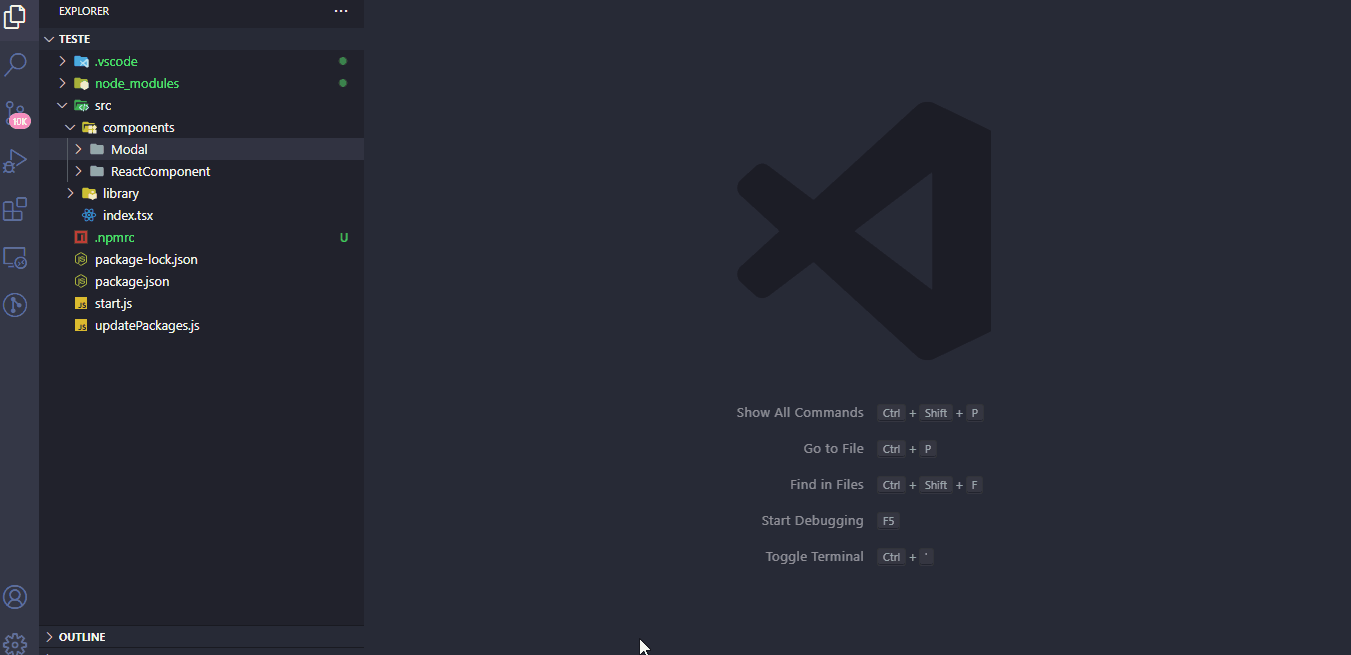 EXPLORER ...
TESTE
.vscode
node_modules
src
10K
components
Modal
ReactComponent
library
index.tsx
.npmrc U
package-lock.json
package.json
start.js
updatePackages.js
OUTLINE
Show All Commands Ctrl + Shift + P
Go to File Ctrl + P
Find in Files Ctrl + Shift + F
Start Debugging F5
Toggle Terminal Ctrl + `